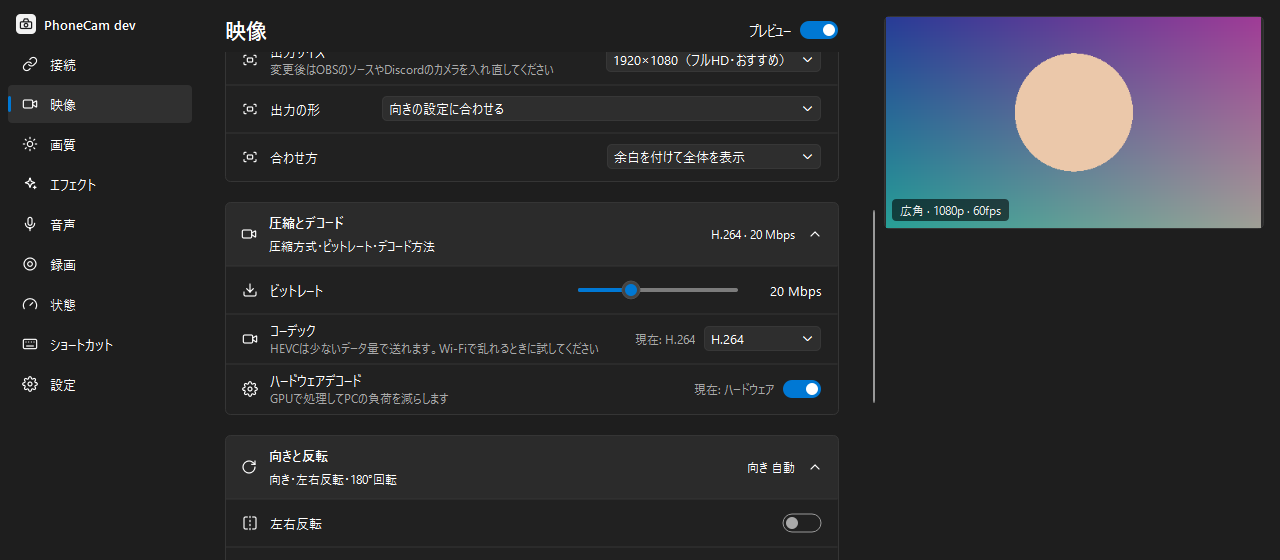 PhoneCam dev
接続
映像
画質
エフェクト
音声
録画
状態
ショートカット
設定
映像
プレビュー
出力サイズ
変更後はOBSのソースやDiscordのカメラを入れ直してください
1920×1080（フルHD・おすすめ）
出力の形
向きの設定に合わせる
合わせ方
余白を付けて全体を表示
圧縮とデコード
圧縮方式・ビットレート・デコード方法
H.264 · 20 Mbps
ビットレート
20 Mbps
コーデック
HEVCは少ないデータ量で送れます。Wi-Fiで乱れるときに試してください
現在: H.264
H.264
ハードウェアデコード
GPUで処理してPCの負荷を減らします
現在: ハードウェア
向きと反転
向き・左右反転・180°回転
向き 自動
左右反転
広角 · 1080p · 60fps